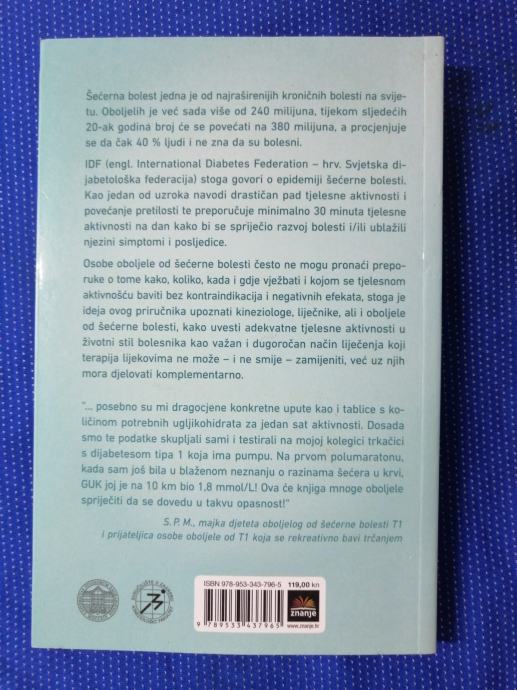 Šećerna bolest jedna je od najraširenijih kroničnih bolesti na svije-
tu. Oboljelih je već sada više od 240 milijuna, tijekom sljedećih
20-ak godina broj će se povećati na 380 milijuna, a procjenjuje
se da čak 40 % ljudi i ne zna da su bolesni.
IDF (engl. International Diabetes Federation – hrv. Svjetska di-
jabetološka federacija) stoga govori o epidemiji šećerne bolesti.
Kao jedan od uzroka navodi drastičan pad tjelesne aktivnosti i
povećanje pretilosti te preporučuje minimalno 30 minuta tjelesne
aktivnosti na dan kako bi se spriječio razvoj bolesti i/ili ublažili
njezini simptomi i posljedice.
Osobe oboljele od šećerne bolesti često ne mogu pronaći prepo-
ruke o tome kako, koliko, kada i gdje vježbati i kojom se tjelesnom
aktivnošću baviti bez kontraindikacija i negativnih efekata, stoga je
ideja ovog priručnika upoznati kineziologe, liječnike, ali i oboljele
od šećerne bolesti, kako uvesti adekvatne tjelesne aktivnosti u
životni stil bolesnika kao važan i dugoročan način liječenja koji
terapija lijekovima ne može – i ne smije – zamijeniti, već uz njih
mora djelovati komplementarno.
"... posebno su mi dragocjene konkretne upute kao i tablice s ko-
ličinom potrebnih ugljikohidrata za jedan sat aktivnosti. Dosada
smo te podatke skupljali sami i testirali na mojoj kolegici trkačici
s dijabetesom tipa 1 koja ima pumpu. Na prvom polumaratonu,
kada sam još bila u blaženom neznanju o razinama šećera u krvi,
GUK joj je na 10 km bio 1,8 mmol/L! Ova će knjiga mnoge oboljele
spriječiti da se dovedu u takvu opasnost!"
S. P. M., majka djeteta oboljelog od šećerne bolesti T1
i prijateljica osobe oboljele od T1 koja se rekreativno bavi trčanjem
ISBN 978-953-343-796-5
119,00 kn
9 789533 437965
znanje
www.znanje.hr